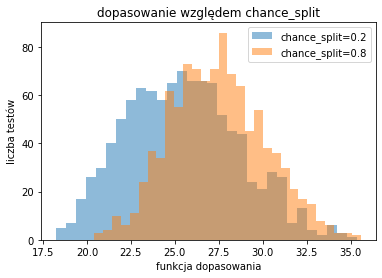 dopasowanie względem chance_split
chance_split=0.2
chance_split=0.8
liczba testów
80
60
40
20
0
17.5 20.0 22.5 25.0 27.5 30.0 32.5 35.0
funkcja dopasowania